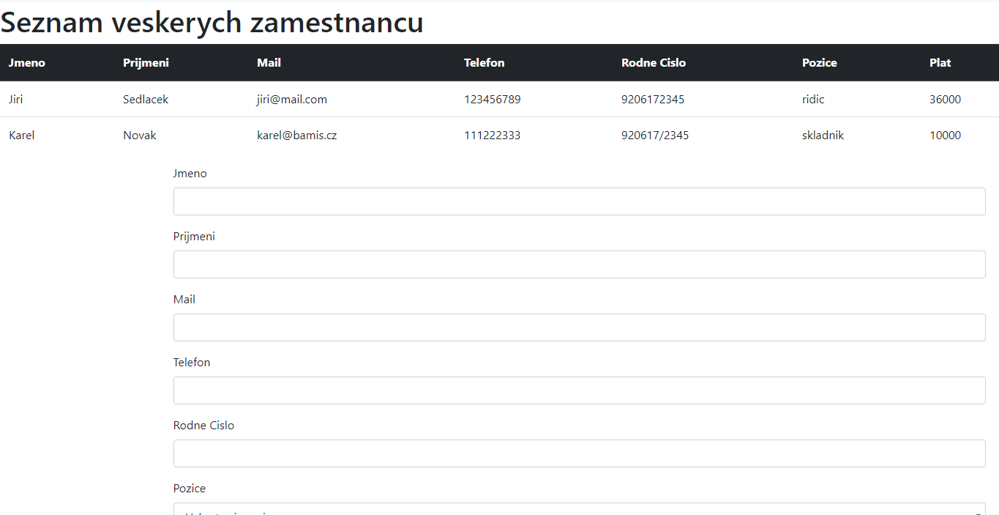 Seznam veskerych zamestnancu
Jmeno Prijmeni Mail Telefon Rodne Cislo Pozice Plat
Jiri Sedlacek jiri@mail.com 123456789 9206172345 ridic 36000
Karel Novak karel@bamis.cz 111222333 920617/2345 skladnik 10000
Jmeno
Prijmeni
Mail
Telefon
Rodne Cislo
Pozice